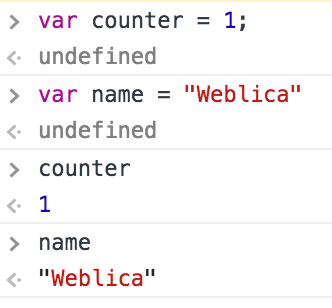 > var counter = 1;
< undefined
> var name = "Weblica"
< undefined
> counter
< 1
> name
< "Weblica"